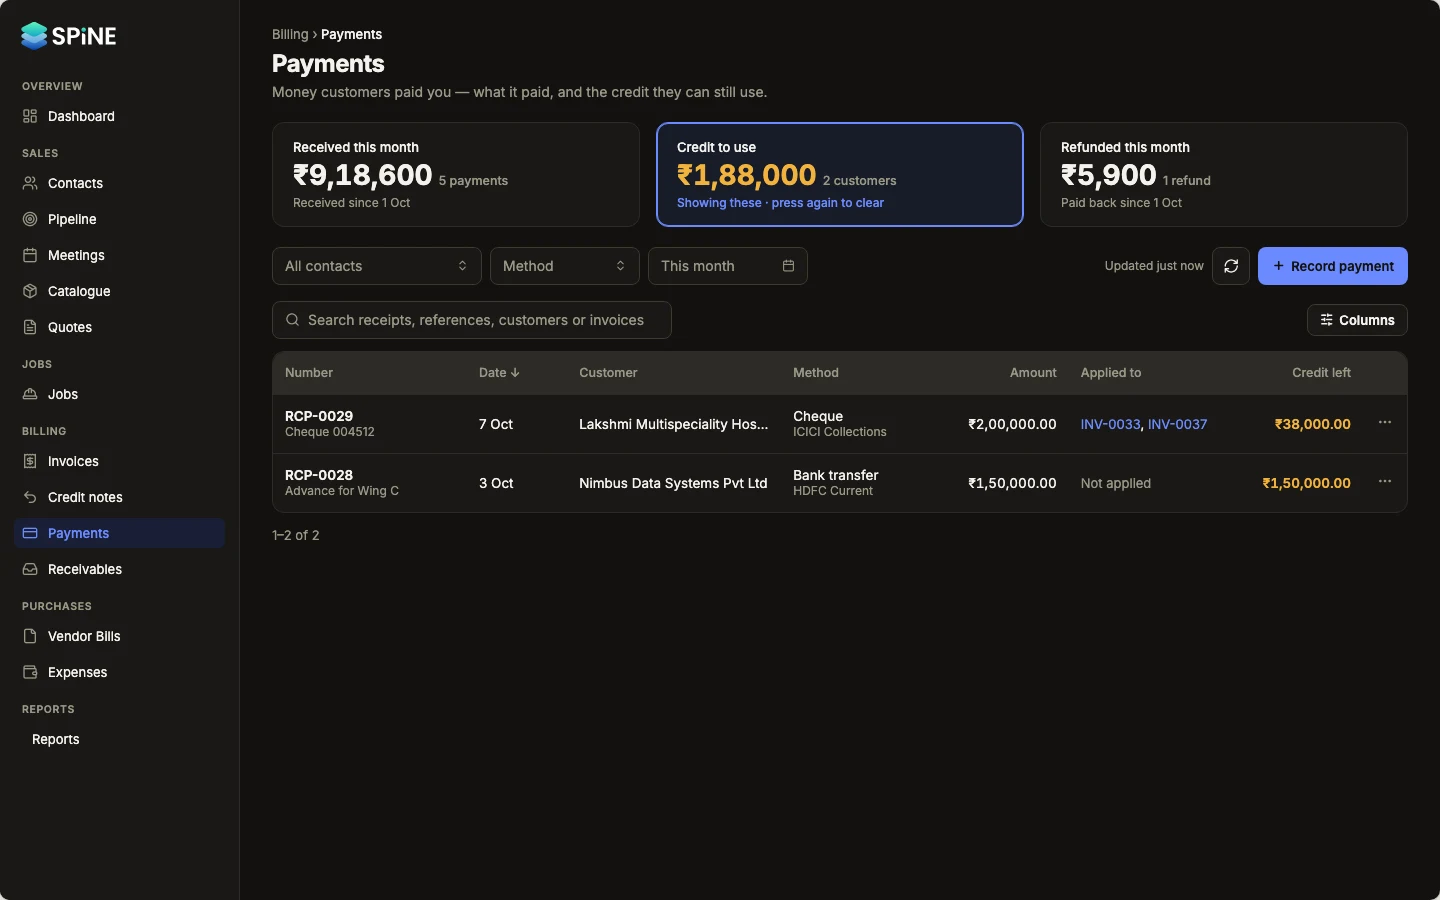 SPiNE
OVERVIEW
Dashboard
SALES
Contacts
Pipeline
Meetings
Catalogue
Quotes
JOBS
Jobs
BILLING
Invoices
Credit notes
Payments
Receivables
PURCHASES
Vendor Bills
Expenses
REPORTS
Reports
Billing › Payments
Payments
Money customers paid you — what it paid, and the credit they can still use.
Received this month
₹9,18,600 5 payments
Received since 1 Oct
Credit to use
₹1,88,000 2 customers
Showing these · press again to clear
Refunded this month
₹5,900 1 refund
Paid back since 1 Oct
All contacts Method This month Updated just now + Record payment
Search receipts, references, customers or invoices Columns
Number Date ↓ Customer Method Amount Applied to Credit left
RCP-0029 7 Oct Lakshmi Multispeciality Hos... Cheque ₹2,00,000.00 INV-0033, INV-0037 ₹38,000.00 ...
Cheque 004512 ICICI Collections
RCP-0028 3 Oct Nimbus Data Systems Pvt Ltd Bank transfer ₹1,50,000.00 Not applied ₹1,50,000.00 ...
Advance for Wing C HDFC Current
1–2 of 2